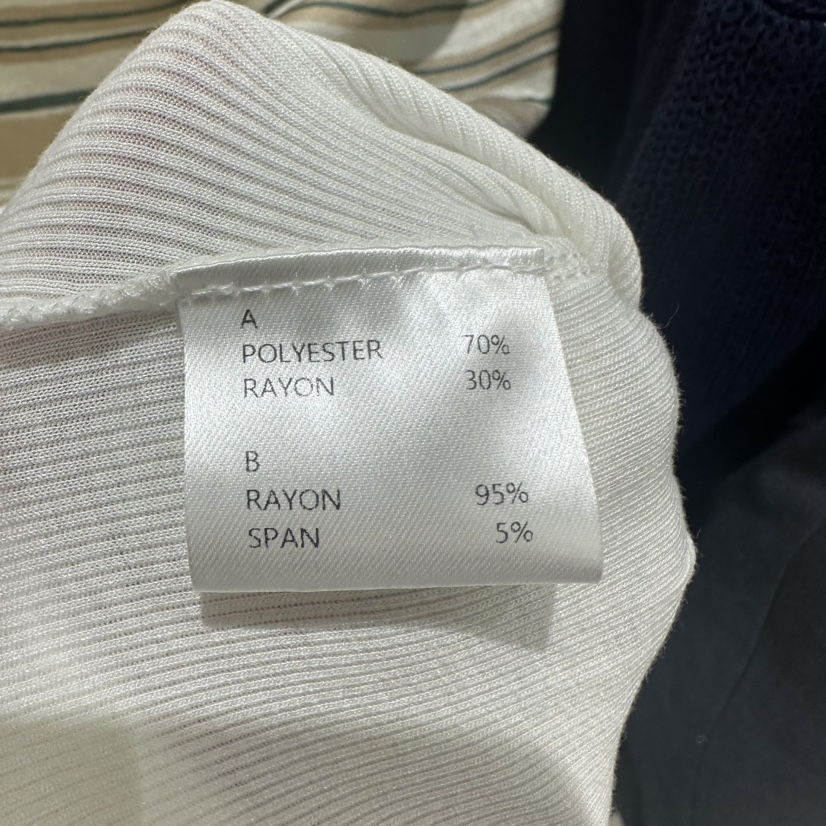 A
POLYESTER 70%
RAYON 30%
B
RAYON 95%
SPAN 5%